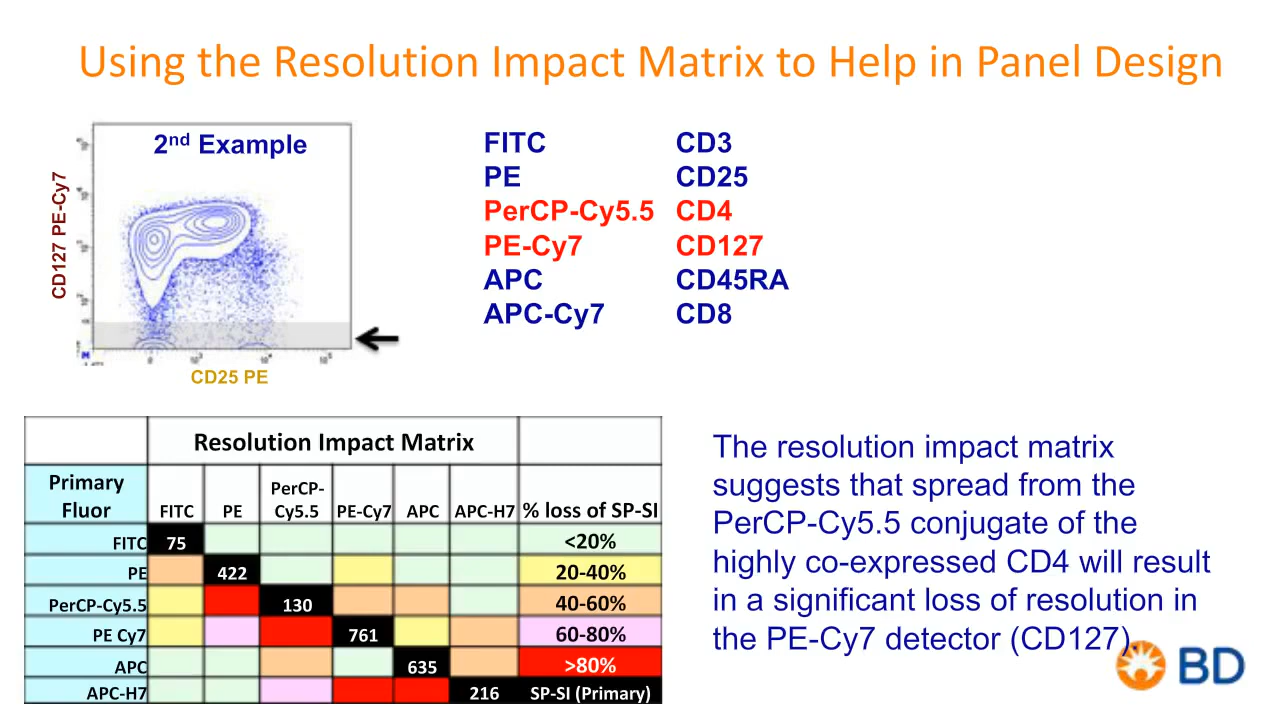 Using the Resolution Impact Matrix to Help in Panel Design
2nd Example
CD127 PE-Cy7
CD25 PE
FITC CD3
PE CD25
PerCP-Cy5.5 CD4
PE-Cy7 CD127
APC CD45RA
APC-Cy7 CD8
Resolution Impact Matrix
Primary
Fluor
FITC PE PerCP-
Cy5.5 PE-Cy7 APC APC-H7 % loss of SP-SI
FITC 75 <20%
PE 422 20-40%
PerCP-Cy5.5 130 40-60%
PE Cy7 761 60-80%
APC 635 >80%
APC-H7 216 SP-SI (Primary)
The resolution impact matrix
suggests that spread from the
PerCP-Cy5.5 conjugate of the
highly co-expressed CD4 will result
in a significant loss of resolution in
the PE-Cy7 detector (CD127).
BD